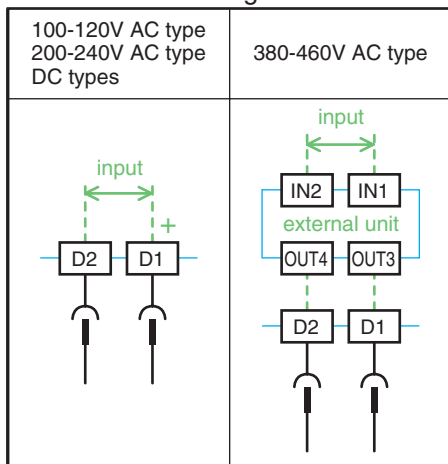 100-120V AC type
200-240V AC type
DC types
380-460V AC type
input
+
D2 D1
input
IN2 IN1
external unit
OUT4 OUT3
D2 D1